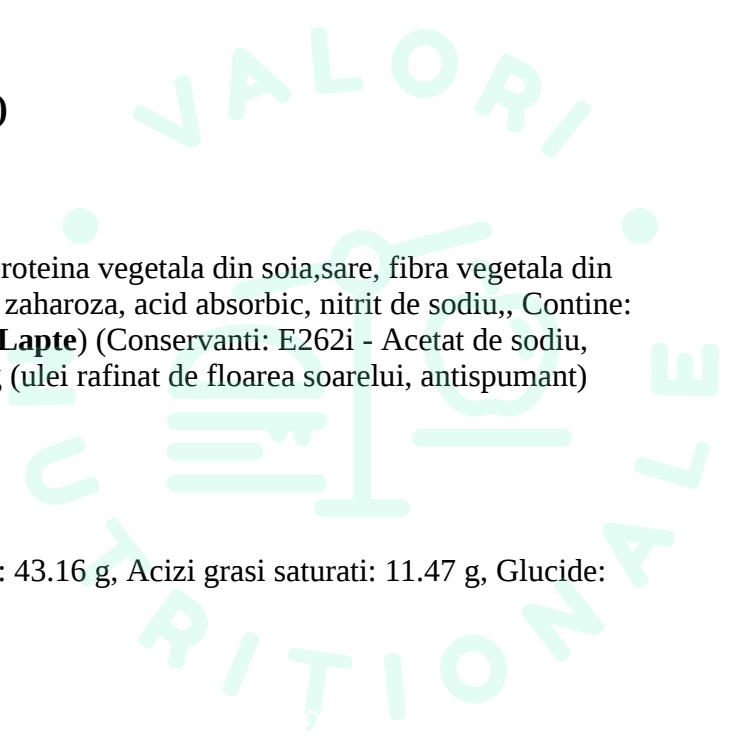 VALORI
)
roteina vegetala din soia,sare, fibra vegetala din
zaharoza, acid absorbic, nitrit de sodiu,, Contine:
Lapte) (Conservanti: E262i - Acetat de sodiu,
(ulei rafinat de floarea soarelui, antispumant)
: 43.16 g, Acizi grasi saturati: 11.47 g, Glucide:
NUTRITIONALE